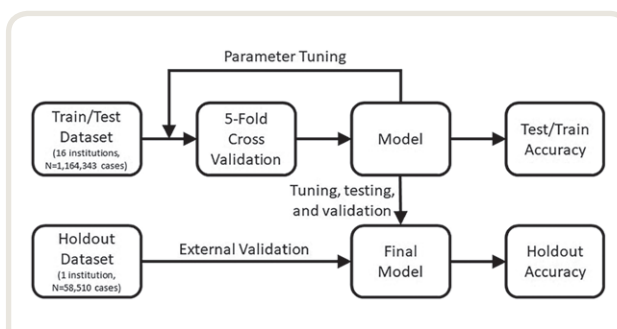 Parameter Tuning
Train/Test
Dataset
(16 institutions,
N=1,164,343 cases)
5-Fold
Cross
Validation
Model
Test/Train
Accuracy
Tuning, testing,
and validation
Holdout
Dataset
(1 institution,
N=58,510 cases)
External Validation
Final
Model
Holdout
Accuracy